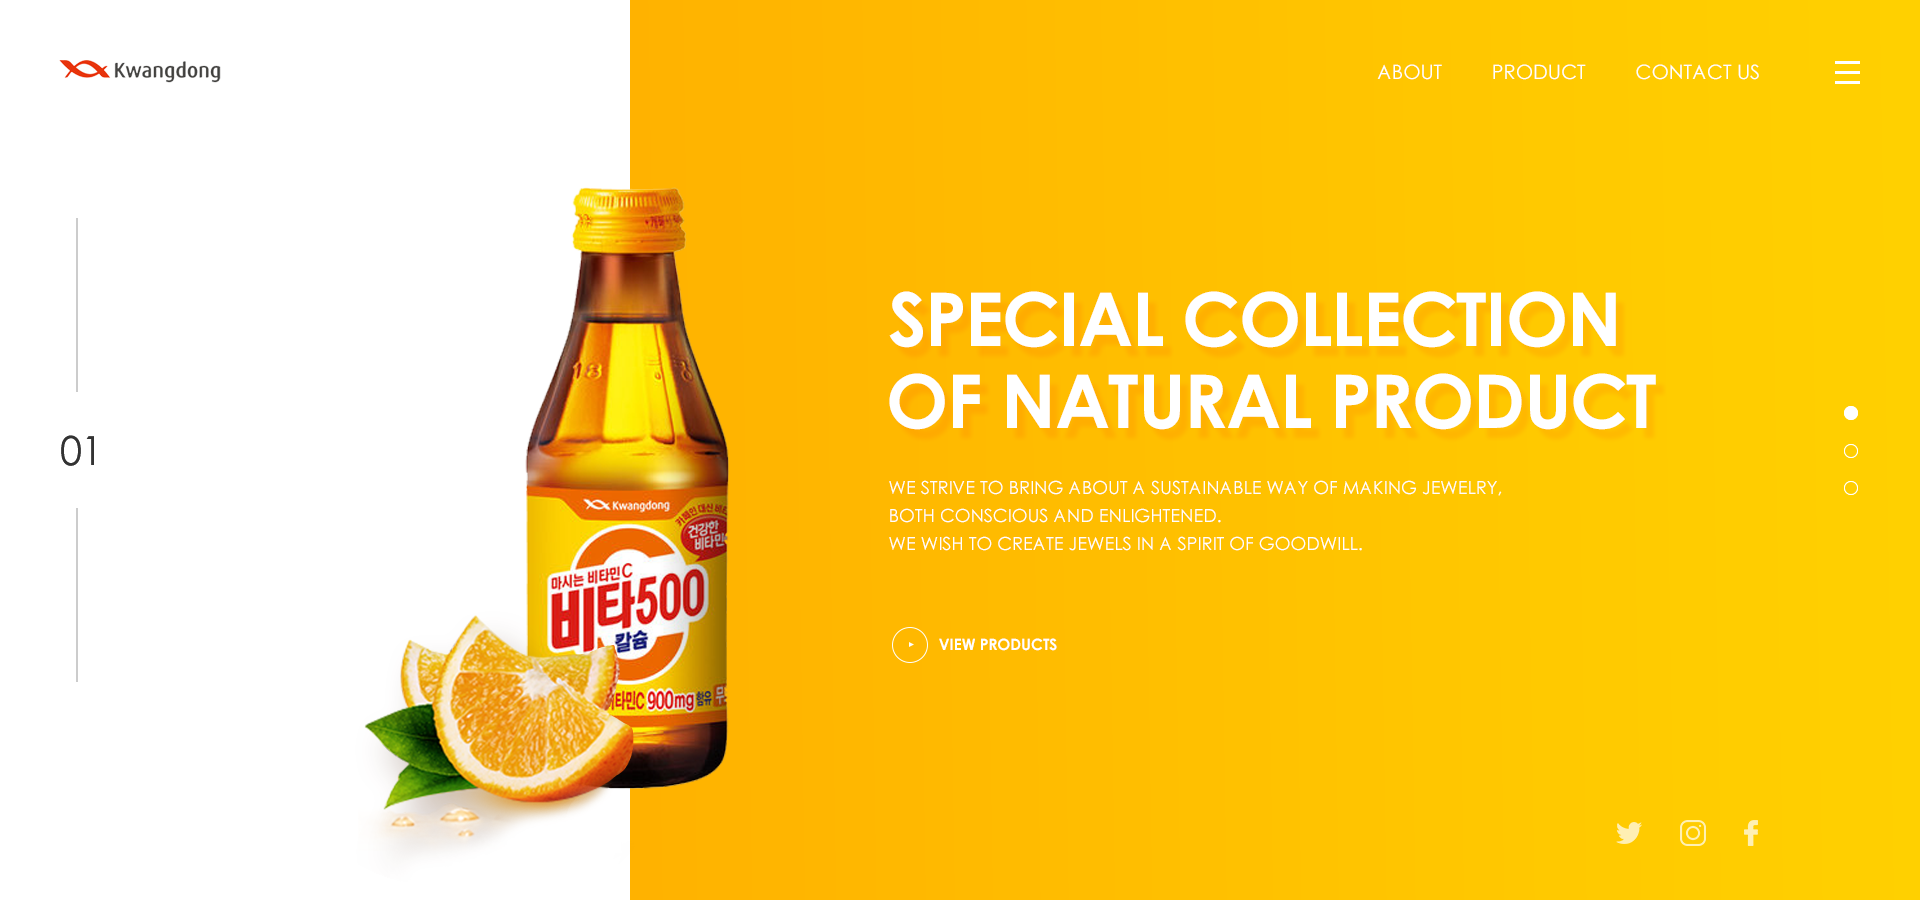 Kwangdong
ABOUT
PRODUCT
CONTACT US
01
SPECIAL COLLECTION
OF NATURAL PRODUCT
WE STRIVE TO BRING ABOUT A SUSTAINABLE WAY OF MAKING JEWELRY,
BOTH CONSCIOUS AND ENLIGHTENED.
WE WISH TO CREATE JEWELS IN A SPIRIT OF GOODWILL.
VIEW PRODUCTS
18
Kwangdong
카페인 대신
건강한
비타민
마시는 비타민C
비타500
칼슘
비타민C 900mg 함유